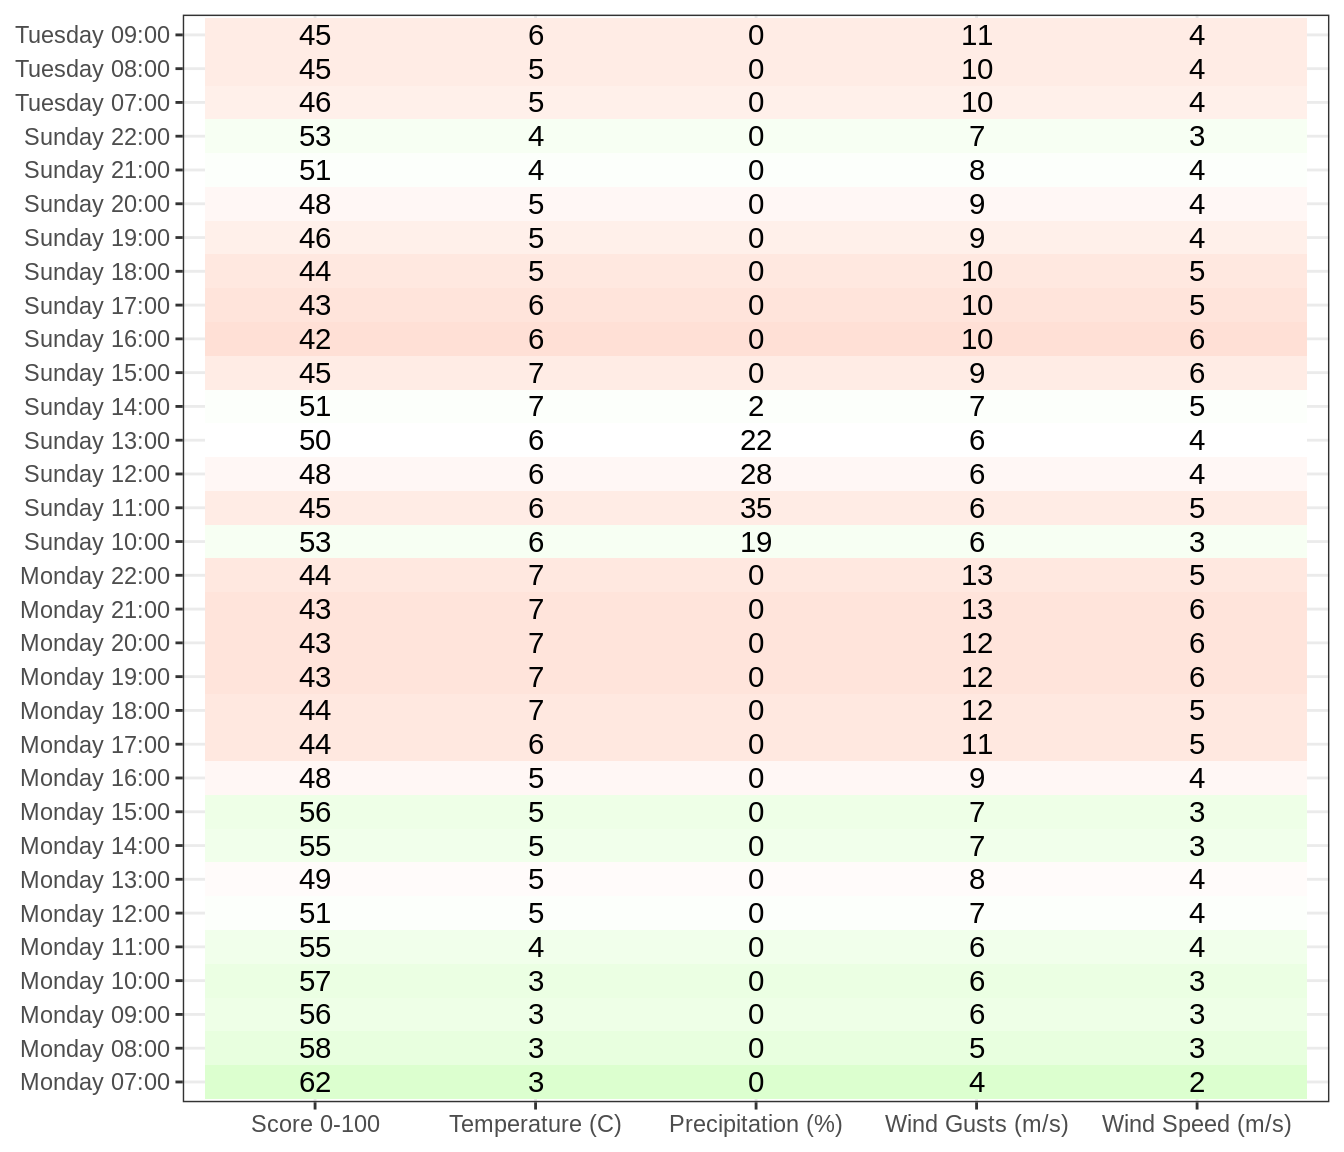 Tuesday 09:00 45 6 0 11 4
Tuesday 08:00 45 5 0 10 4
Tuesday 07:00 46 5 0 10 4
Sunday 22:00 53 4 0 7 3
Sunday 21:00 51 4 0 8 4
Sunday 20:00 48 5 0 9 4
Sunday 19:00 46 5 0 9 4
Sunday 18:00 44 5 0 10 5
Sunday 17:00 43 6 0 10 5
Sunday 16:00 42 6 0 10 6
Sunday 15:00 45 7 0 9 6
Sunday 14:00 51 7 2 7 5
Sunday 13:00 50 6 22 6 4
Sunday 12:00 48 6 28 6 4
Sunday 11:00 45 6 35 6 5
Sunday 10:00 53 6 19 6 3
Monday 22:00 44 7 0 13 5
Monday 21:00 43 7 0 13 6
Monday 20:00 43 7 0 12 6
Monday 19:00 43 7 0 12 6
Monday 18:00 44 7 0 12 5
Monday 17:00 44 6 0 11 5
Monday 16:00 48 5 0 9 4
Monday 15:00 56 5 0 7 3
Monday 14:00 55 5 0 7 3
Monday 13:00 49 5 0 8 4
Monday 12:00 51 5 0 7 4
Monday 11:00 55 4 0 6 4
Monday 10:00 57 3 0 6 3
Monday 09:00 56 3 0 6 3
Monday 08:00 58 3 0 5 3
Monday 07:00 62 3 0 4 2
Score 0-100 Temperature (C) Precipitation (%) Wind Gusts (m/s) Wind Speed (m/s)